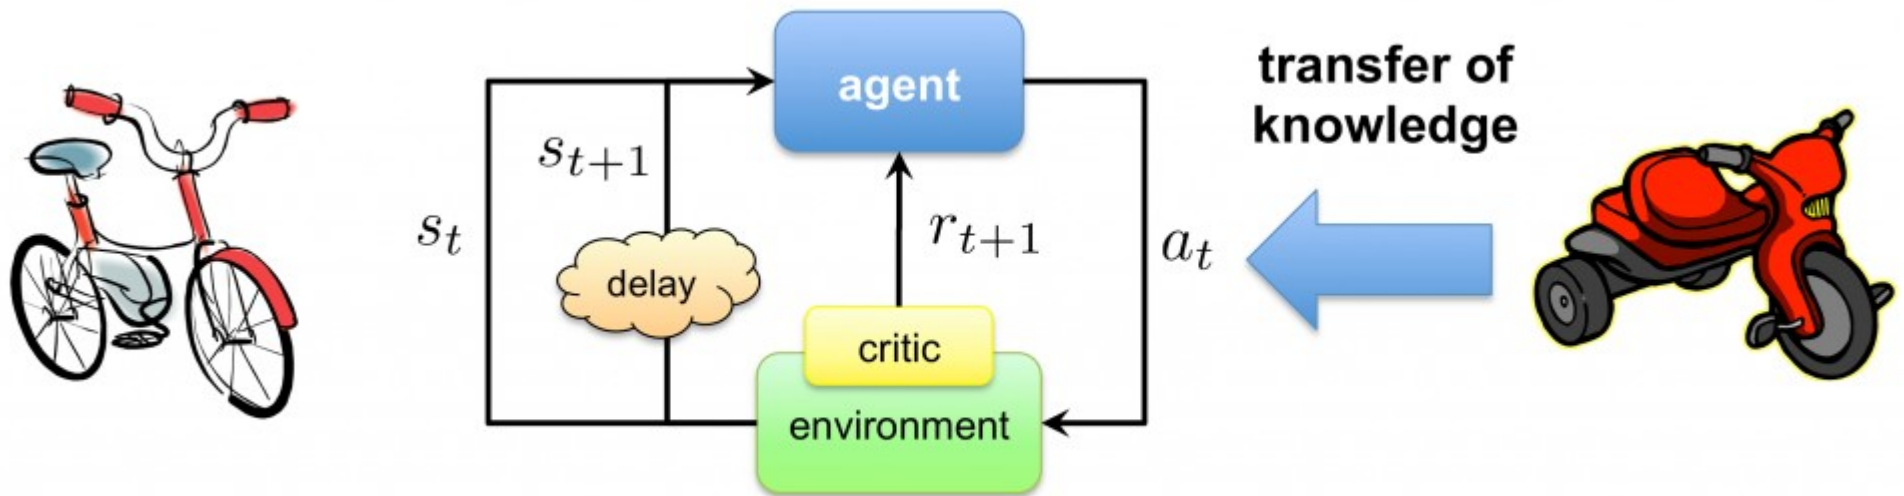 agent
transfer of
knowledge
s_{t+1}
s_t
r_{t+1}
a_t
delay
critic
environment